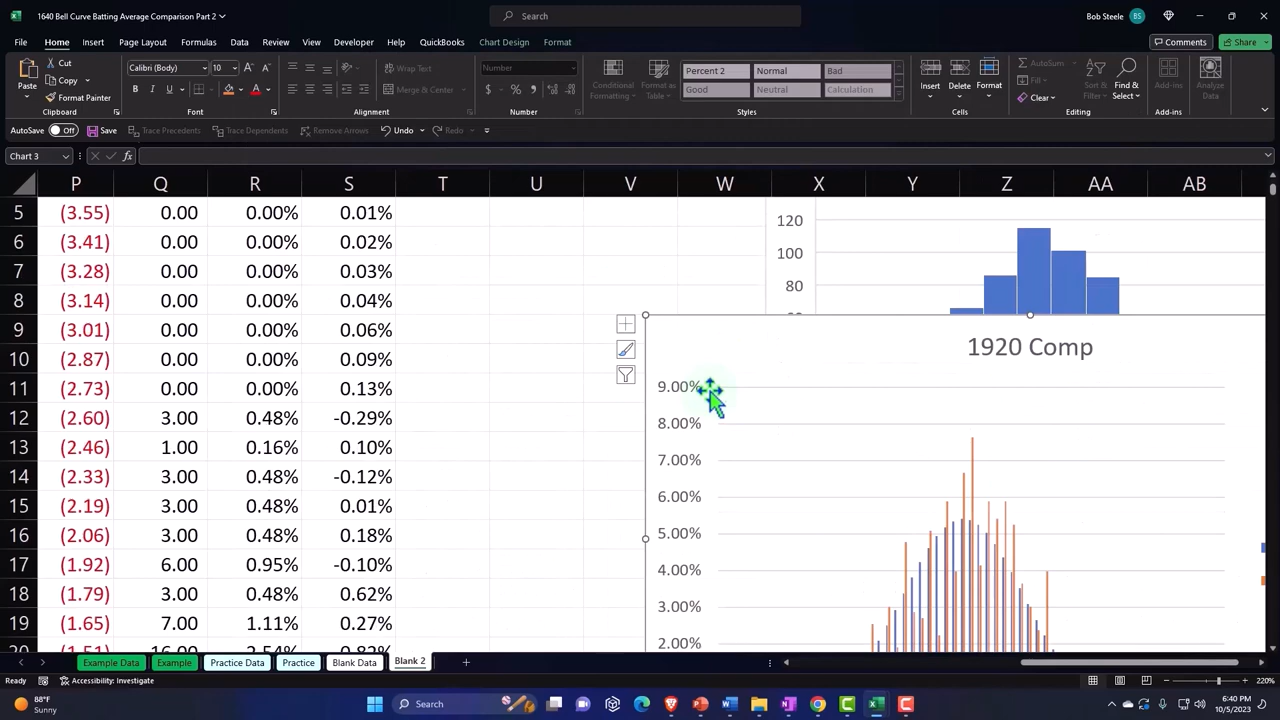 1640 Bell Curve Batting Average Comparison Part 2
Search
Bob Steele BS
File Home Insert Page Layout Formulas Data Review View Developer Help QuickBooks Chart Design Format Comments Share
Paste Cut Copy Format Painter Clipboard
Calibri (Body) 10 Font
Wrap Text Merge & Center Alignment
Number Number
Conditional Formatting Format as Table Percent 2 Normal Bad Good Neutral Calculation Styles
Insert Delete Format Cells
AutoSum Fill Clear Sort & Filter Find & Select Editing
Add-ins Add-ins
Analyze Data
AutoSave Off Save Trace Precedents Trace Dependents Remove Arrows Undo Redo
Chart 3 fx
P Q R S T U V W X Y Z AA AB
5 (3.55) 0.00 0.00% 0.01%
6 (3.41) 0.00 0.00% 0.02%
7 (3.28) 0.00 0.00% 0.03%
8 (3.14) 0.00 0.00% 0.04%
9 (3.01) 0.00 0.00% 0.06%
10 (2.87) 0.00 0.00% 0.09%
11 (2.73) 0.00 0.00% 0.13%
12 (2.60) 3.00 0.48% -0.29%
13 (2.46) 1.00 0.16% 0.10%
14 (2.33) 3.00 0.48% -0.12%
15 (2.19) 3.00 0.48% 0.01%
16 (2.06) 3.00 0.48% 0.18%
17 (1.92) 6.00 0.95% -0.10%
18 (1.79) 3.00 0.48% 0.62%
19 (1.65) 7.00 1.11% 0.27%
120
100
80
1920 Comp
9.00%
8.00%
7.00%
6.00%
5.00%
4.00%
3.00%
2.00%
Example Data Example Practice Data Practice Blank Data Blank 2
Ready Accessibility: Investigate 220%
88°F
Sunny
Search
6:40 PM
10/5/2023